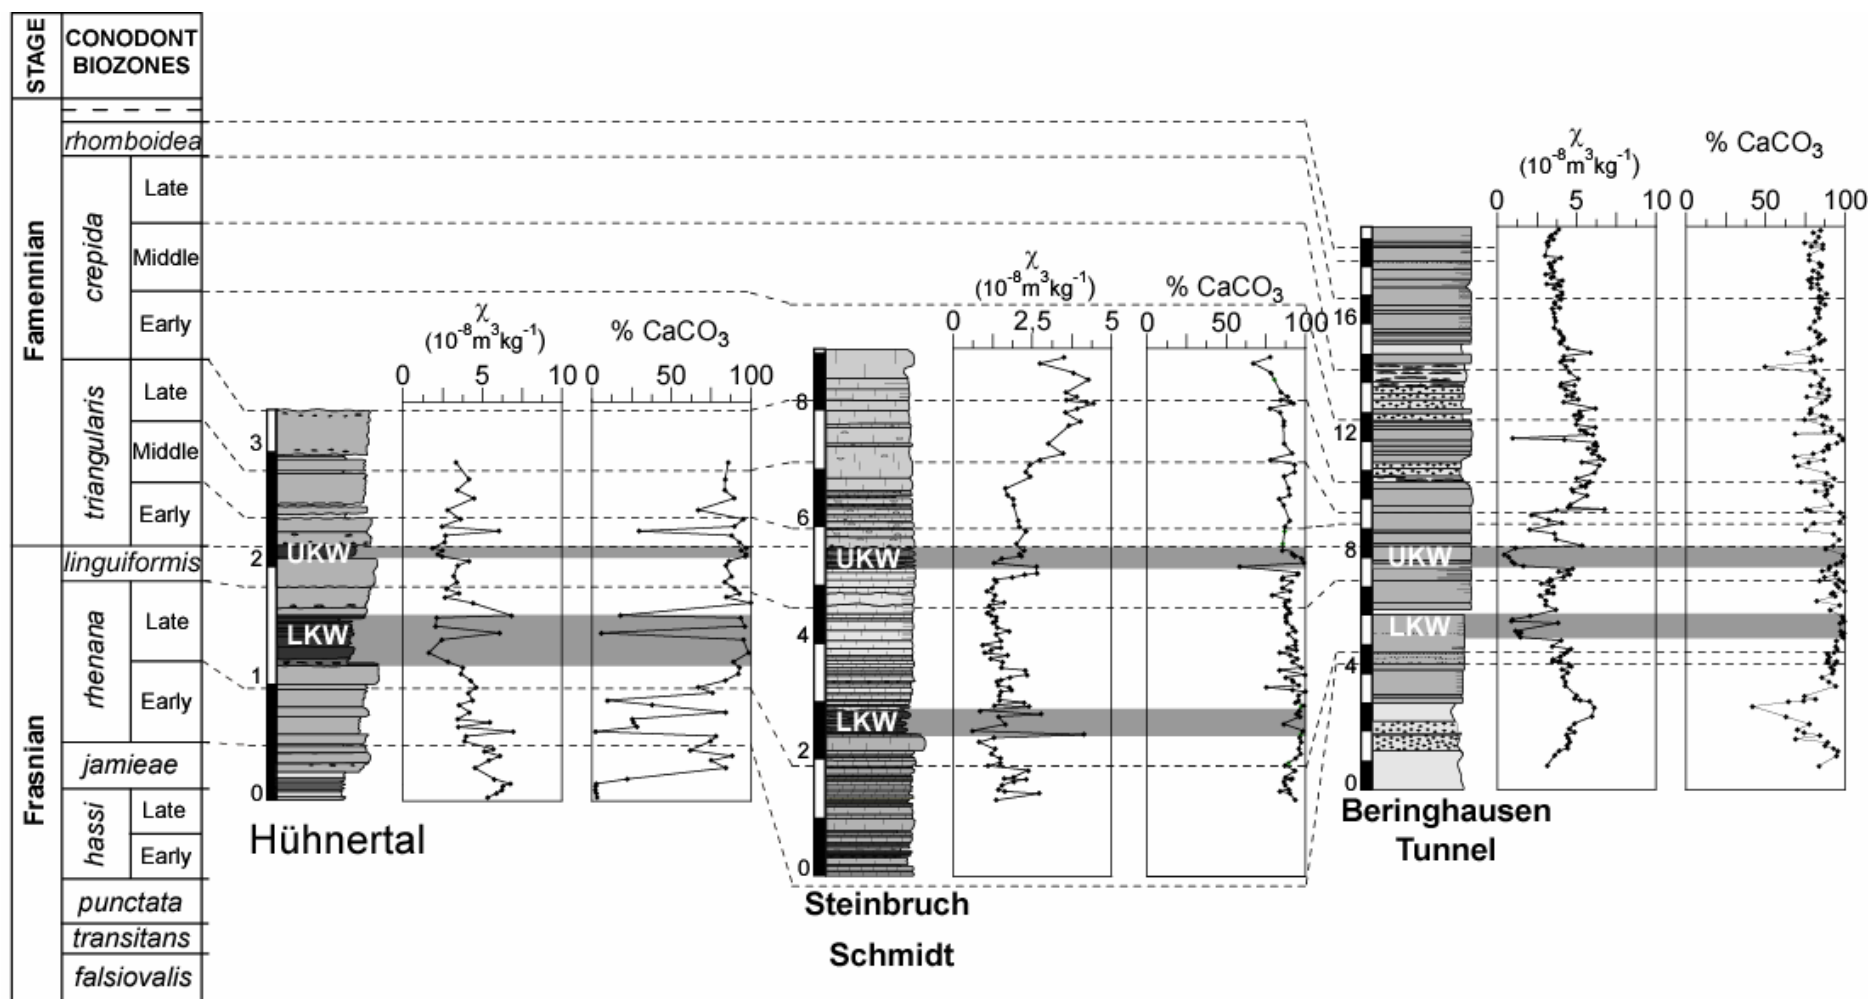 STAGE
CONODONT
BIOZONES
Famennian
rhomboidea
crepida
Late
Middle
Early
triangularis
Late
Middle
Early
Frasnian
linguiformis
rhenana
Late
Early
jamieae
hassi
Late
Early
punctata
transitans
falsiovalis
χ
(10⁻⁸m³kg⁻¹)
% CaCO₃
0 5 10 0 50 100
3
2
1
0
UKW
LKW
Hühnertal
χ
(10⁻⁸m³kg⁻¹)
% CaCO₃
0 2,5 5 0 50 100
8
6
4
2
0
UKW
LKW
Steinbruch
Schmidt
χ
(10⁻⁸m³kg⁻¹)
% CaCO₃
0 5 10 0 50 100
16
12
8
4
0
UKW
LKW
Beringhausen
Tunnel